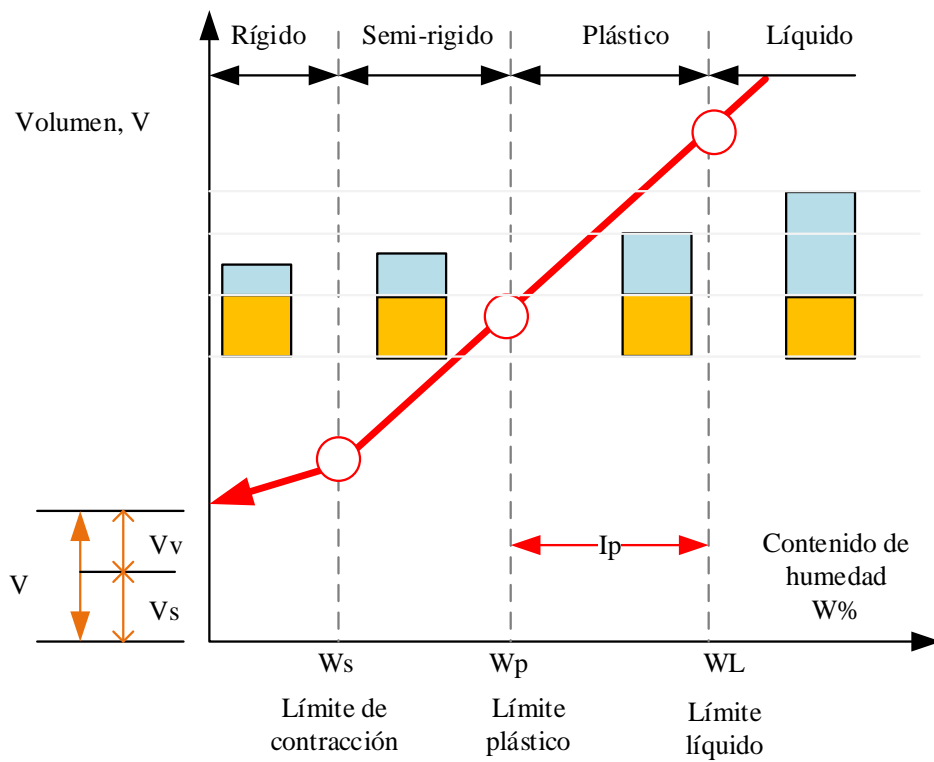 Rígido
Semi-rigido
Plástico
Líquido
Volumen, V
Vv
V
Vs
Ip
Contenido de
humedad
W%
Ws
Wp
WL
Límite de
contracción
Límite
plástico
Límite
líquido